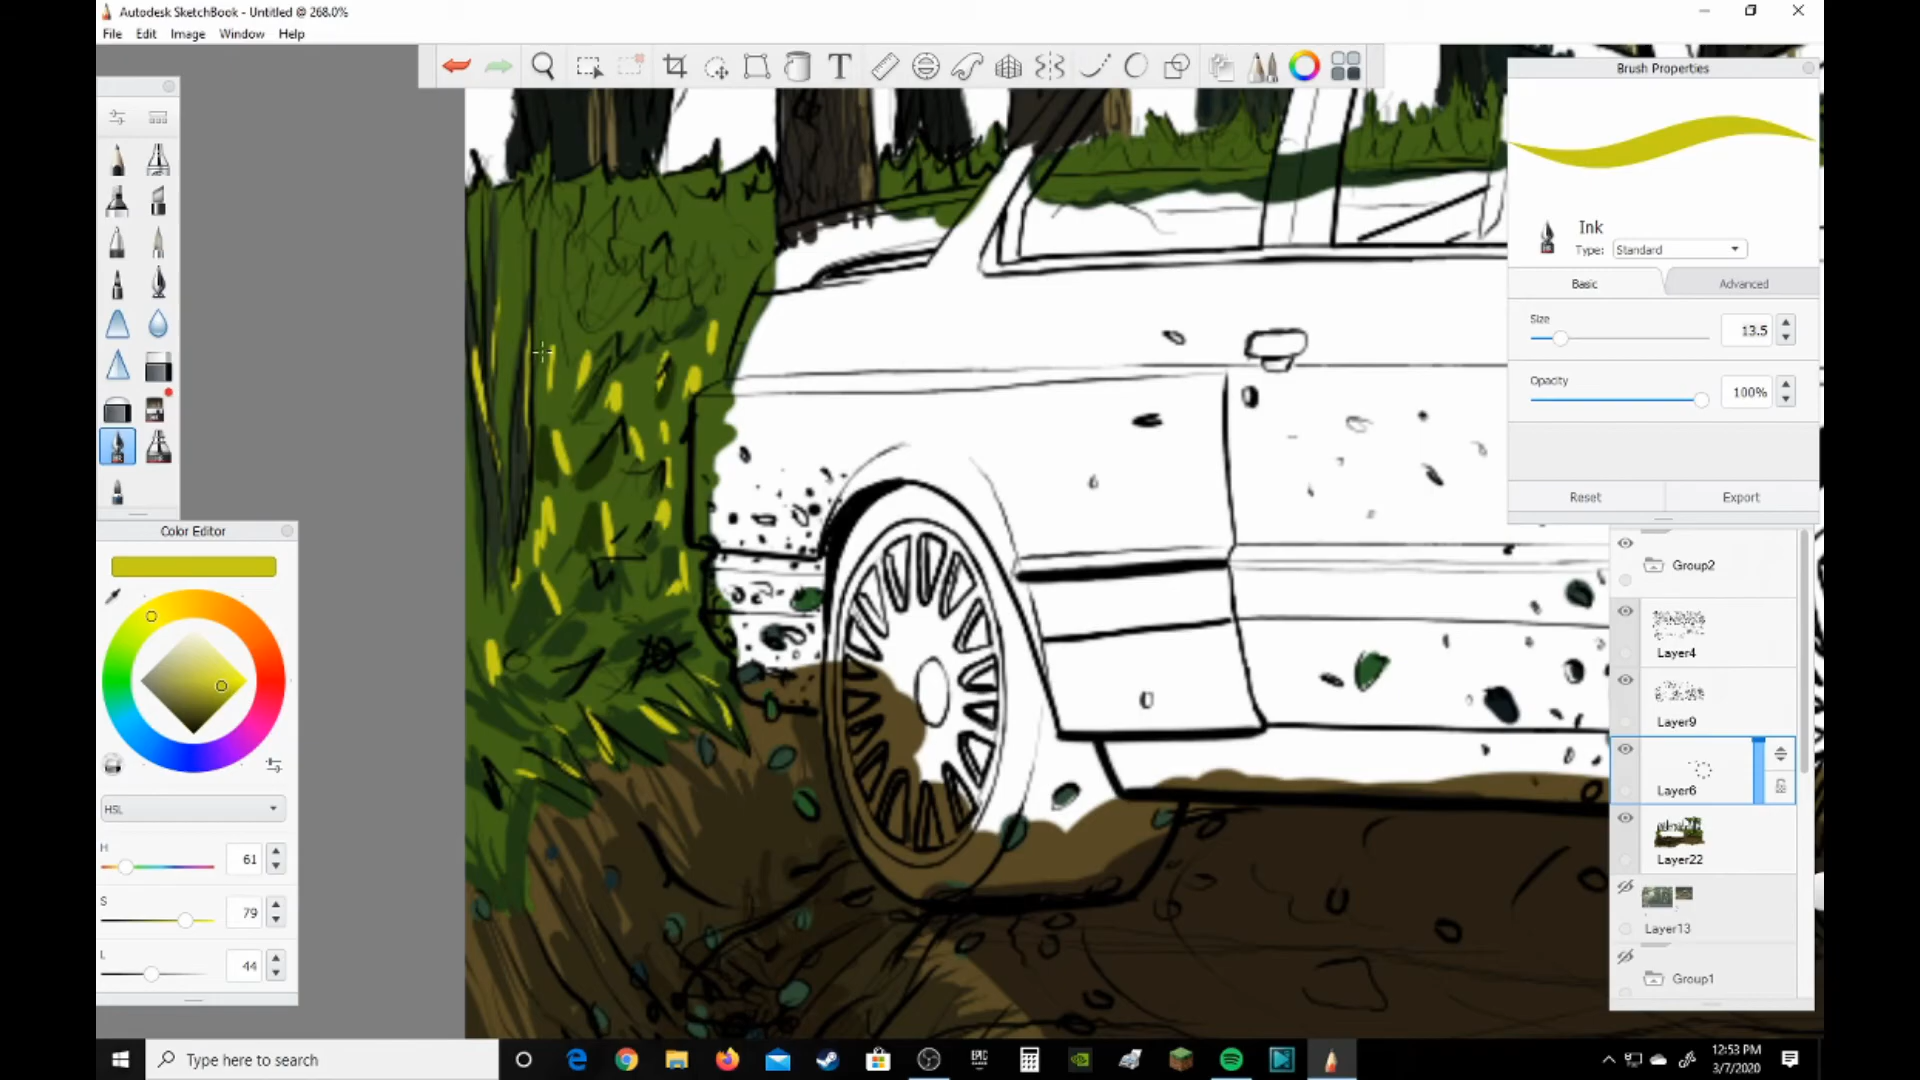 Autodesk SketchBook - Untitled @ 268.0%
File Edit Image Window Help
T
Brush Properties
Ink
Type: Standard
Basic Advanced
Size
13.5
Opacity
100%
Reset Export
Color Editor
HSL
H 61
S 79
L 44
Group2
Layer4
Layer9
Layer6
Layer22
Layer13
Group1
Type here to search
EPIC
12:53 PM
3/7/2020